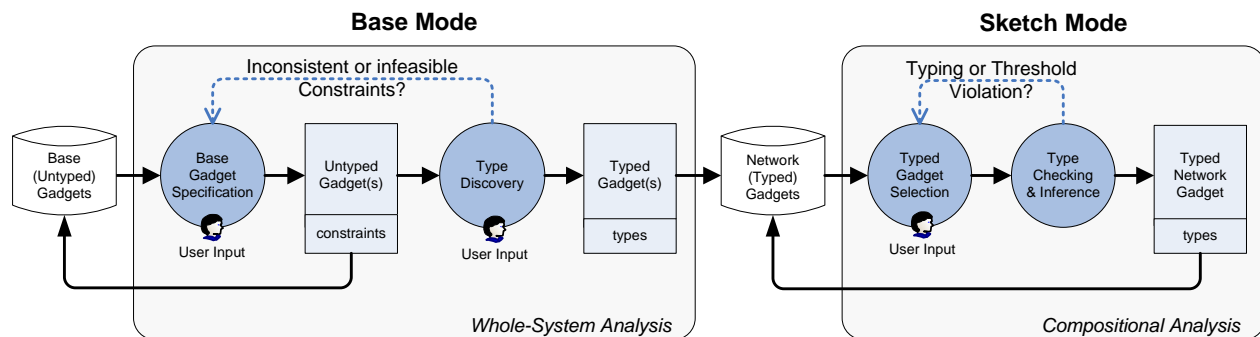 Base Mode
Sketch Mode
Inconsistent or infeasible
Constraints?
Typing or Threshold
Violation?
Base
(Untyped)
Gadgets
Base
Gadget
Specification
User Input
Untyped
Gadget(s)
constraints
Type
Discovery
User Input
Typed
Gadget(s)
types
Network
(Typed)
Gadgets
Typed
Gadget
Selection
User Input
Type
Checking
& Inference
Typed
Network
Gadget
types
Whole-System Analysis
Compositional Analysis